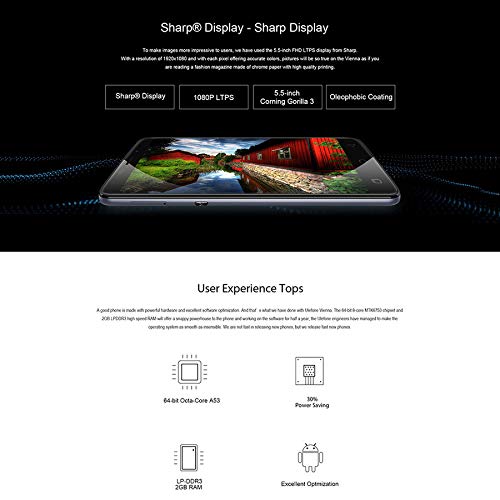 Sharp® Display - Sharp Display
To make images more impressive to users, we have used the 5.5-inch FHD LTPS display from Sharp.
With a resolution of 1920x1080 and with each pixel offering accurate colors, pictures will be so true on the Vienna as if you
are reading a fashion magazine made of chrome paper with high quality printing.
Sharp® Display
1080P LTPS
5.5-inch
Corning Gorilla 3
Oleophobic Coating
User Experience Tops
A good phone is made with powerful hardware and excellent software optimization. And that's what we have done with Ulefone Vienna. The 64-bit 8-core MTK6753 chipset and
2GB LPDDR3 high speed RAM will offer a snappy powerhouse to the phone and working on the software for half a year, the Ulefone engineers have managed to make the
operating system as smooth as insensible. We are not fast in releasing new phones, but we release fast new phones.
64-bit Octa-Core A53
30%
Power Saving
LP-DDR3
2GB RAM
Excellent Optimization